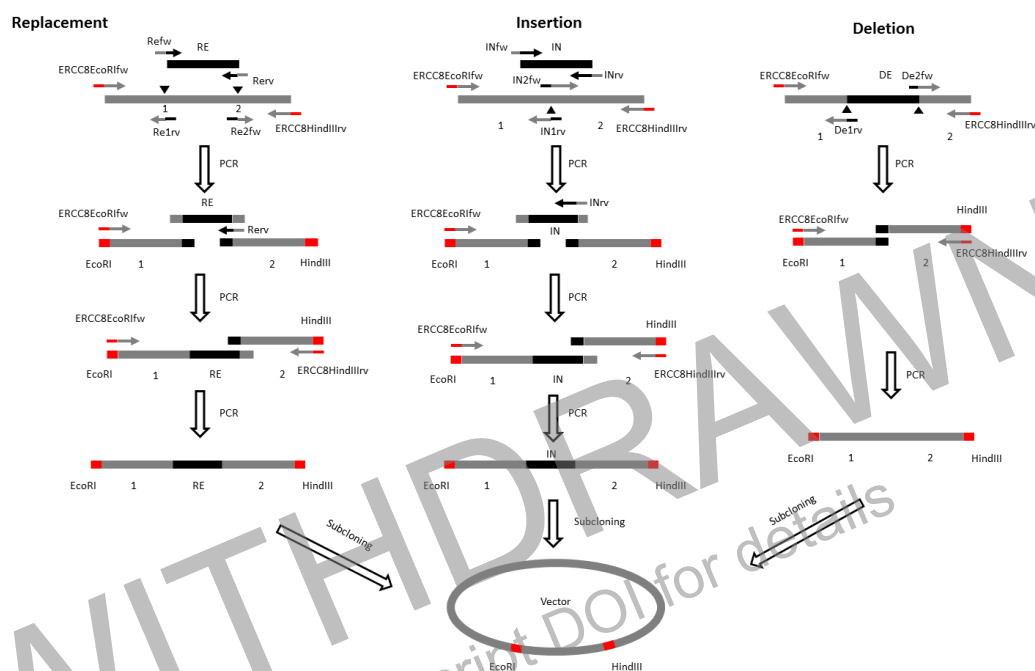 Replacement
Insertion
Deletion
Refw
RE
ERCC8EcoRIfw
Rerv
1
2
Re1rv
Re2fw
ERCC8HindIIIrv
INfw
IN
INrv
ERCC8EcoRIfw
IN2fw
ERCC8HindIIIrv
1
IN1rv
2
ERCC8EcoRIfw
DE
De2fw
ERCC8HindIIIrv
1
De1rv
2
PCR
PCR
PCR
RE
ERCC8EcoRIfw
Rerv
EcoRI
1
2
HindIII
INrv
ERCC8EcoRIfw
IN
EcoRI
1
2
HindIII
HindIII
ERCC8EcoRIfw
ERCC8HindIIIrv
EcoRI
1
2
PCR
PCR
PCR
ERCC8EcoRIfw
HindIII
ERCC8HindIIIrv
EcoRI
1
RE
2
HindIII
ERCC8EcoRIfw
ERCC8HindIIIrv
EcoRI
1
IN
2
PCR
PCR
EcoRI
1
RE
2
HindIII
IN
EcoRI
1
2
HindIII
EcoRI
1
2
HindIII
Subcloning
Subcloning
Subcloning
Vector
EcoRI
HindIII
WITHDRAWN
DOI for details